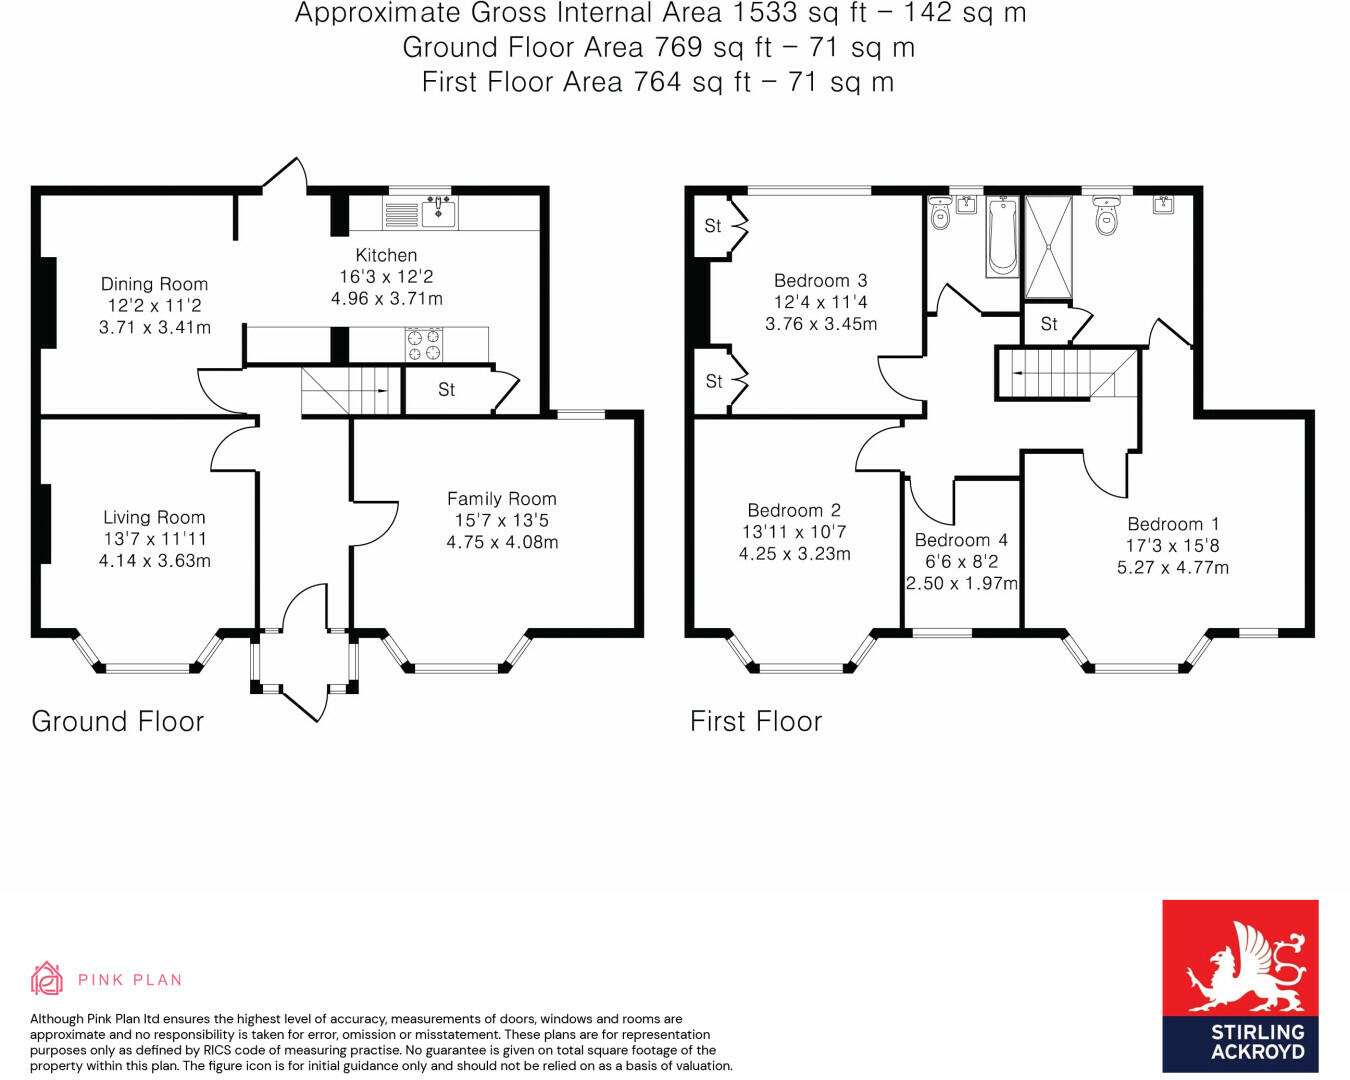 Approximate Gross Internal Area 1533 sq ft – 142 sq m
Ground Floor Area 769 sq ft – 71 sq m
First Floor Area 764 sq ft – 71 sq m
Dining Room
12'2 x 11'2
3.71 x 3.41m
Kitchen
16'3 x 12'2
4.96 x 3.71m
St
Living Room
13'7 x 11'11
4.14 x 3.63m
Family Room
15'7 x 13'5
4.75 x 4.08m
Ground Floor
St
Bedroom 3
12'4 x 11'4
3.76 x 3.45m
St
St
Bedroom 2
13'11 x 10'7
4.25 x 3.23m
Bedroom 4
6'6 x 8'2
2.50 x 1.97m
Bedroom 1
17'3 x 15'8
5.27 x 4.77m
First Floor
PINK PLAN
Although Pink Plan ltd ensures the highest level of accuracy, measurements of doors, windows and rooms are
approximate and no responsibility is taken for error, omission or misstatement. These plans are for representation
purposes only as defined by RICS code of measuring practise. No guarantee is given on total square footage of the
property within this plan. The figure icon is for initial guidance only and should not be relied on as a basis of valuation.
STIRLING
ACKROYD